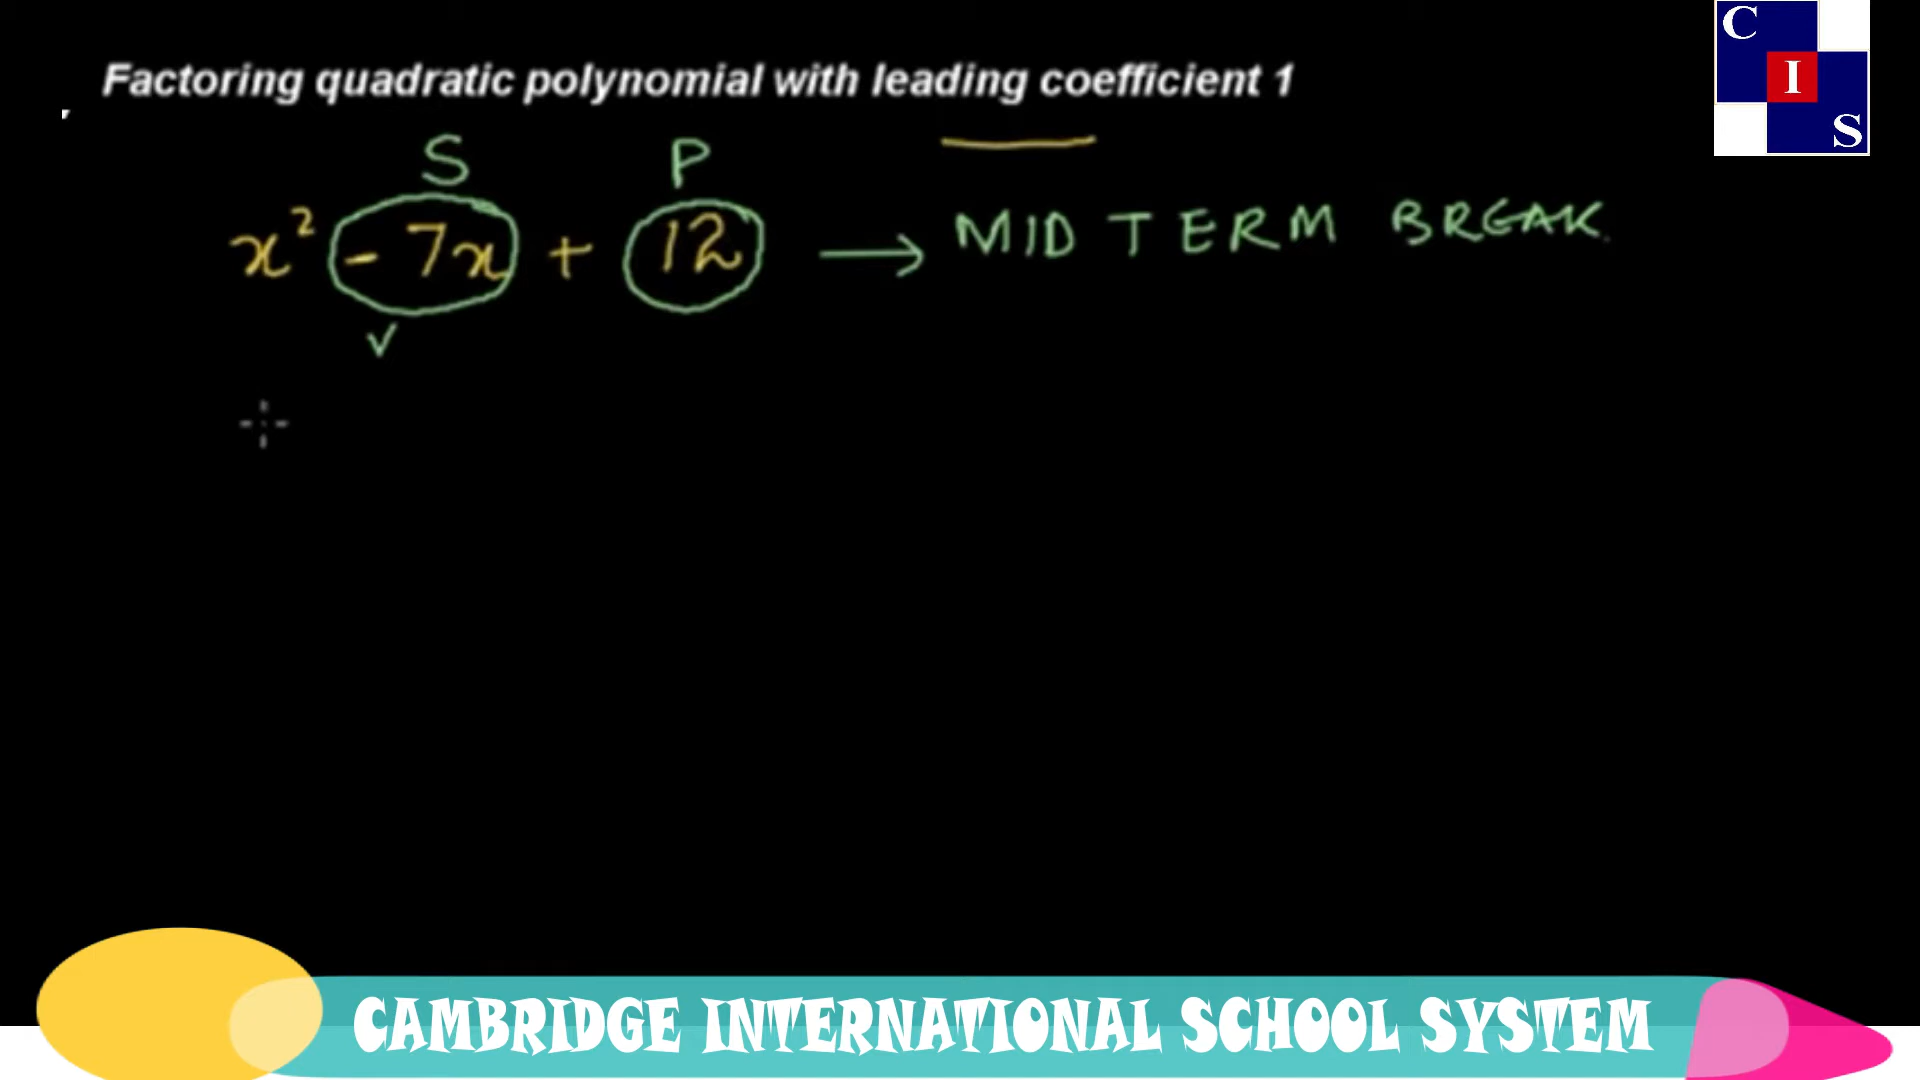 Factoring quadratic polynomial with leading coefficient 1
C
I
S
S P
x² - 7x + 12 → MID TERM BREAK
✓
CAMBRIDGE INTERNATIONAL SCHOOL SYSTEM